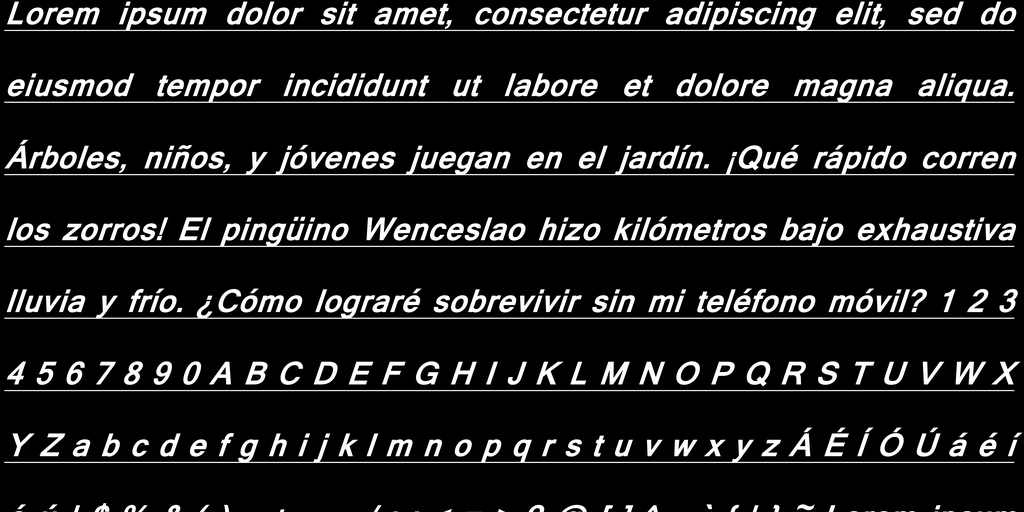 Lorem ipsum dolor sit amet, consectetur adipiscing elit, sed do
eiusmod tempor incididunt ut labore et dolore magna aliqua.
Árboles, niños, y jóvenes juegan en el jardín. ¡Qué rápido corren
los zorros! El pingüino Wenceslao hizo kilómetros bajo exhaustiva
lluvia y frío. ¿Cómo lograré sobrevivir sin mi teléfono móvil? 1 2 3
4 5 6 7 8 9 0 A B C D E F G H I J K L M N O P Q R S T U V W X
Y Z a b c d e f g h i j k l m n o p q r s t u v w x y z Á É Í Ó Ú á é í
Lorem ipsum